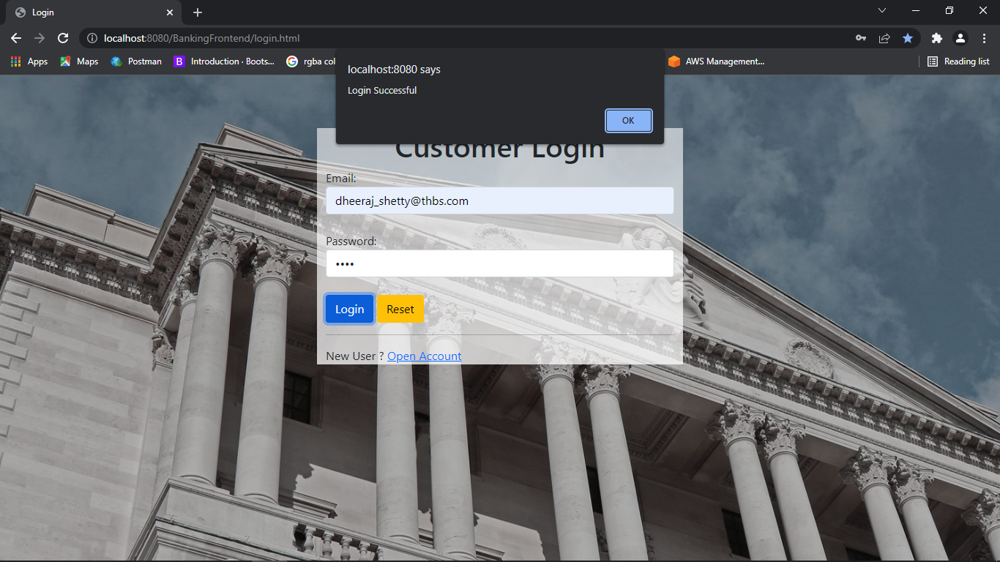 Login
localhost:8080/BankingFrontend/login.html
Apps Maps Postman B Introduction · Boots... G rgba col AWS Management... Reading list
localhost:8080 says
Login Successful
OK
Customer Login
Email:
dheeraj_shetty@thbs.com
Password:
••••
Login Reset
New User ? Open Account